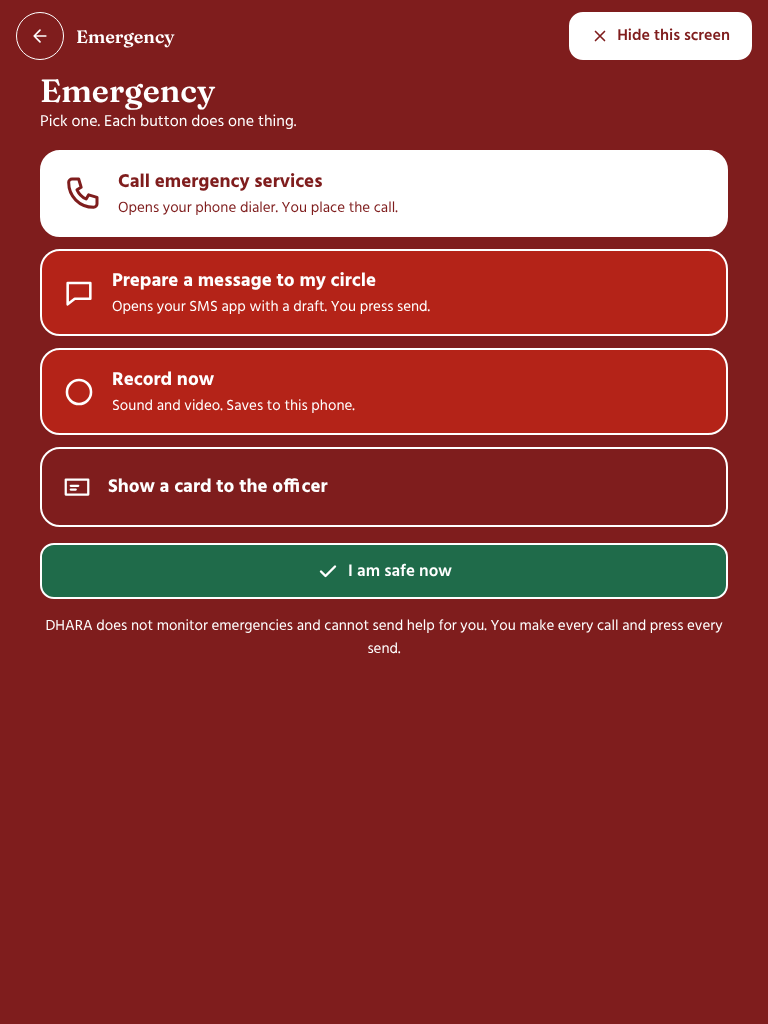 Emergency
Hide this screen
Emergency
Pick one. Each button does one thing.
Call emergency services
Opens your phone dialer. You place the call.
Prepare a message to my circle
Opens your SMS app with a draft. You press send.
Record now
Sound and video. Saves to this phone.
Show a card to the officer
I am safe now
DHARA does not monitor emergencies and cannot send help for you. You make every call and press every
send.